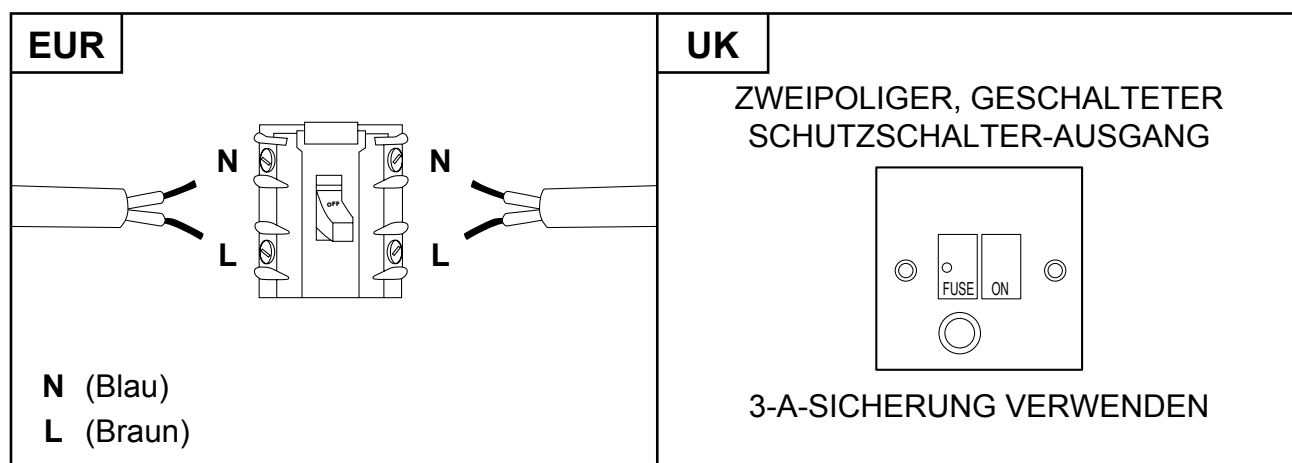 EUR
N N
OFF
L L
N (Blau)
L (Braun)
UK
ZWEIPOLIGER, GESCHALTETER
SCHUTZSCHALTER-AUSGANG
FUSE ON
3-A-SICHERUNG VERWENDEN